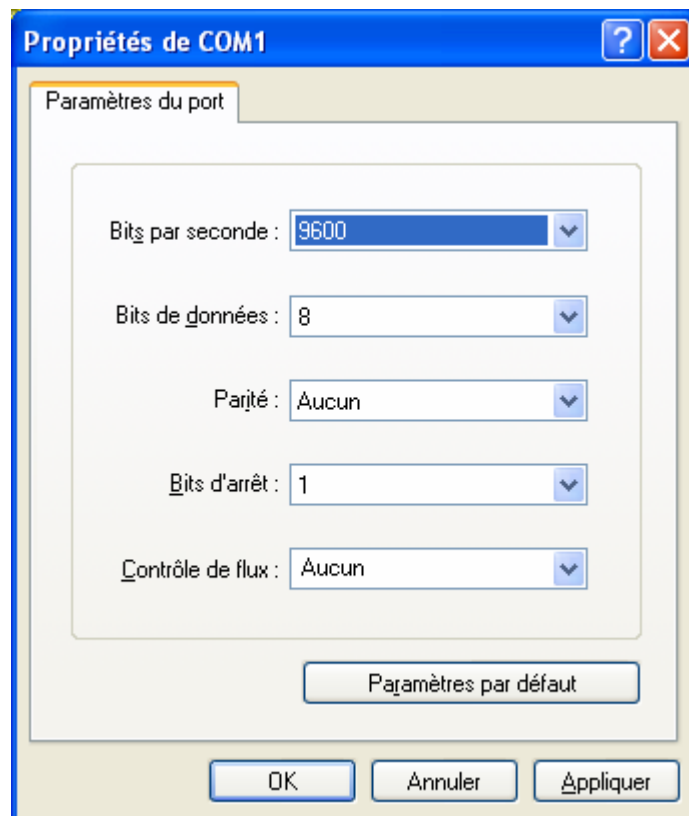 Propriétés de COM1
Paramètres du port
Bits par seconde : 9600
Bits de données : 8
Parité : Aucun
Bits d'arrêt : 1
Contrôle de flux : Aucun
Paramètres par défaut
OK Annuler Appliquer